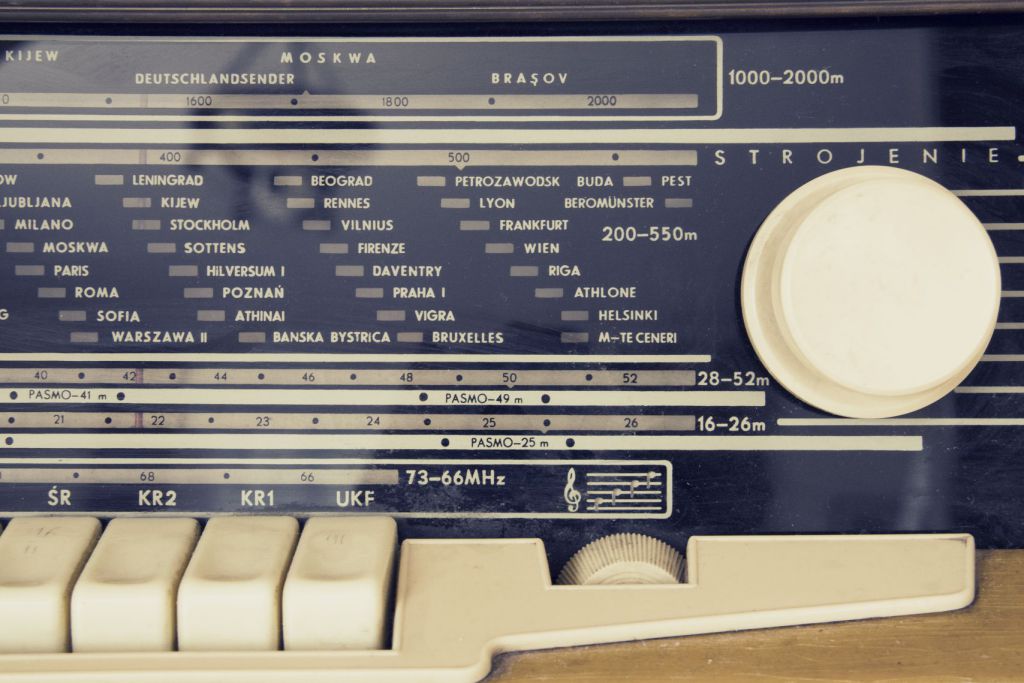 KIJEW MOSKWA
DEUTSCHLANDSENDER BRAŞOV
1000–2000m
0 1600 1800 2000
400 500 STROJENIE
OW LENINGRAD BEOGRAD PETROZAWODSK BUDA PEST
LJUBLJANA KIJEW RENNES LYON BEROMÜNSTER
MILANO STOCKHOLM VILNIUS FRANKFURT 200–550m
MOSKWA SOTTENS FIRENZE WIEN
PARIS HILVERSUM I DAVENTRY RIGA
ROMA POZNAŃ PRAHA I ATHLONE
G SOFIA ATHINAI VIGRA HELSINKI
WARSZAWA II BANSKA BYSTRICA BRUXELLES M–TE CENERI
40 42 44 46 48 50 52 28–52m
PASMO–41 m PASMO–49 m
21 22 23 24 25 26 16–26m
PASMO–25 m
68 66 73–66MHz
ŚR KR2 KR1 UKF